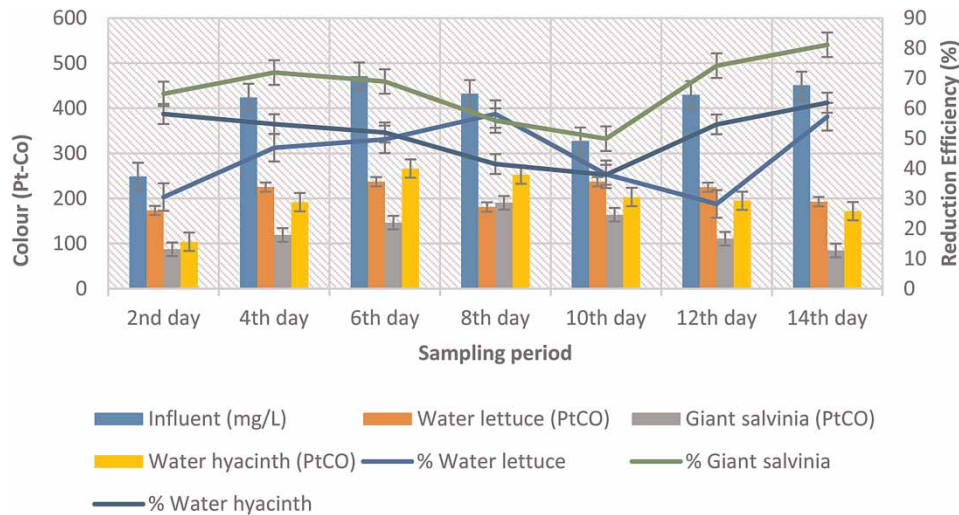 600
500
400
300
200
100
0
Colour (Pt-Co)
90
80
70
60
50
40
30
20
10
0
Reduction Efficiency (%)
2nd day 4th day 6th day 8th day 10th day 12th day 14th day
Sampling period
Influent (mg/L) Water lettuce (PtCO) Giant salvinia (PtCO)
Water hyacinth (PtCO) % Water lettuce % Giant salvinia
% Water hyacinth